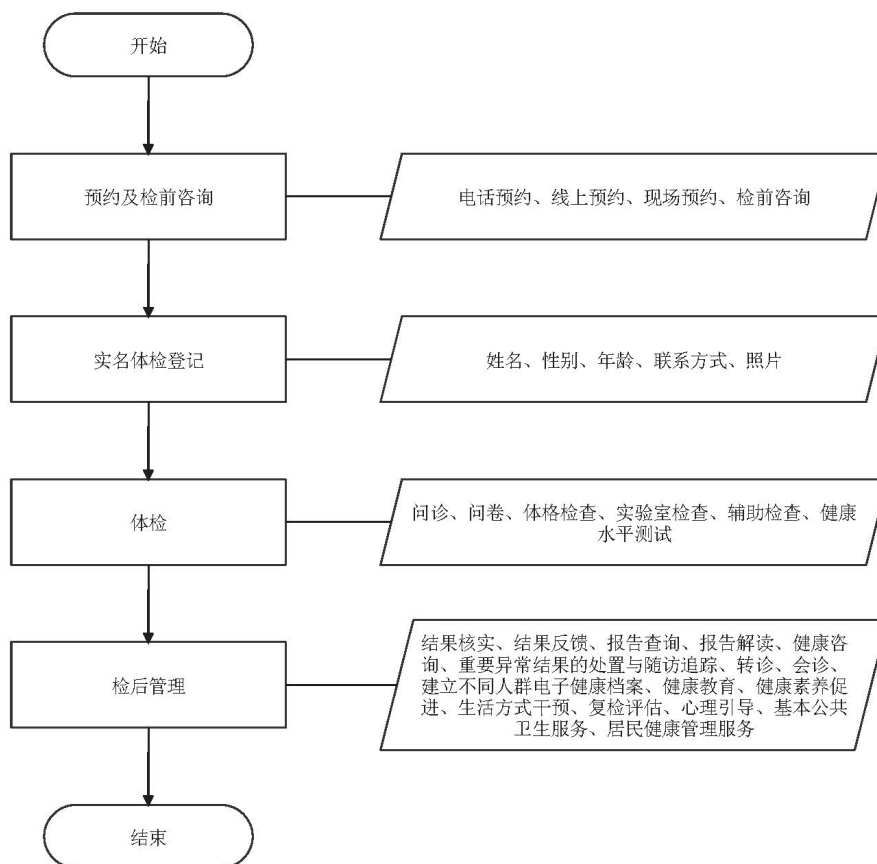 开始
预约及检前咨询
电话预约、线上预约、现场预约、检前咨询
实名体检登记
姓名、性别、年龄、联系方式、照片
体检
问诊、问卷、体格检查、实验室检查、辅助检查、健康
水平测试
检后管理
结果核实、结果反馈、报告查询、报告解读、健康咨
询、重要异常结果的处置与随访追踪、转诊、会诊、
建立不同人群电子健康档案、健康教育、健康素养促
进、生活方式干预、复检评估、心理引导、基本公共
卫生服务、居民健康管理服务
结束